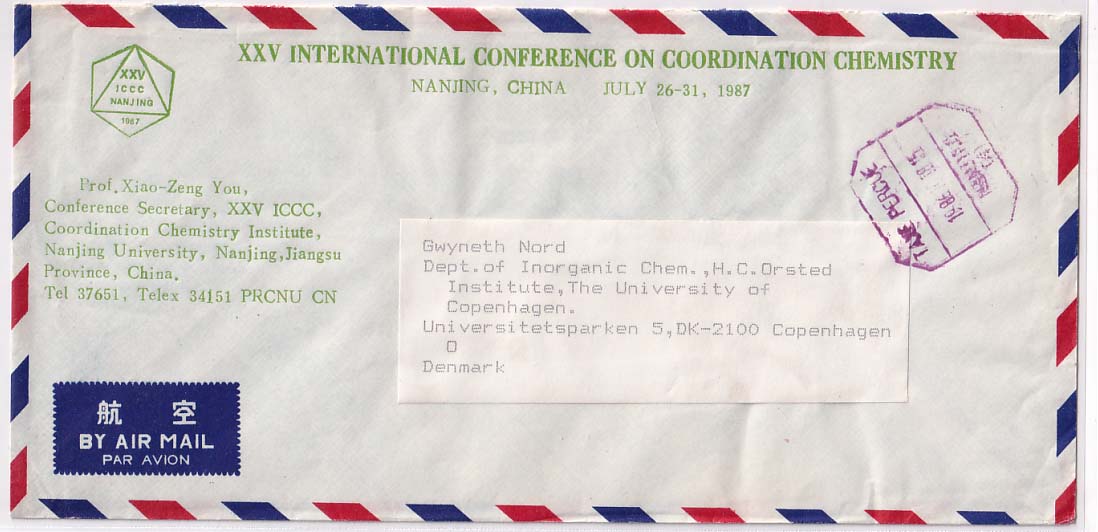 XXV INTERNATIONAL CONFERENCE ON COORDINATION CHEMISTRY
NANJING, CHINA JULY 26-31, 1987
XXV
ICCC
NANJING
1987
TAXE PERCUE
Prof. Xiao-Zeng You,
Conference Secretary, XXV ICCC,
Coordination Chemistry Institute,
Nanjing University, Nanjing,Jiangsu
Province, China.
Tel 37651, Telex 34151 PRCNU CN
Gwyneth Nord
Dept.of Inorganic Chem.,H.C.Orsted
Institute,The University of
Copenhagen.
Universitetsparken 5,DK-2100 Copenhagen
O
Denmark
航空
BY AIR MAIL
PAR AVION